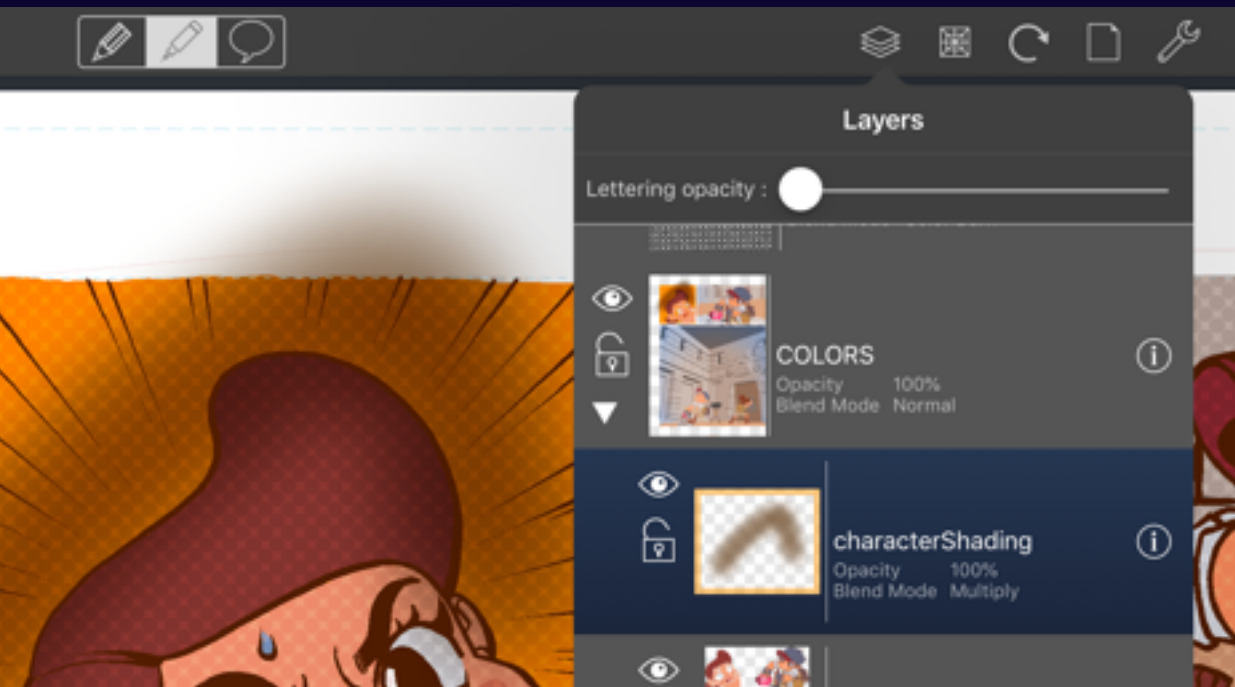 Layers
Lettering opacity :
COLORS
Opacity 100%
Blend Mode Normal
characterShading
Opacity 100%
Blend Mode Multiply